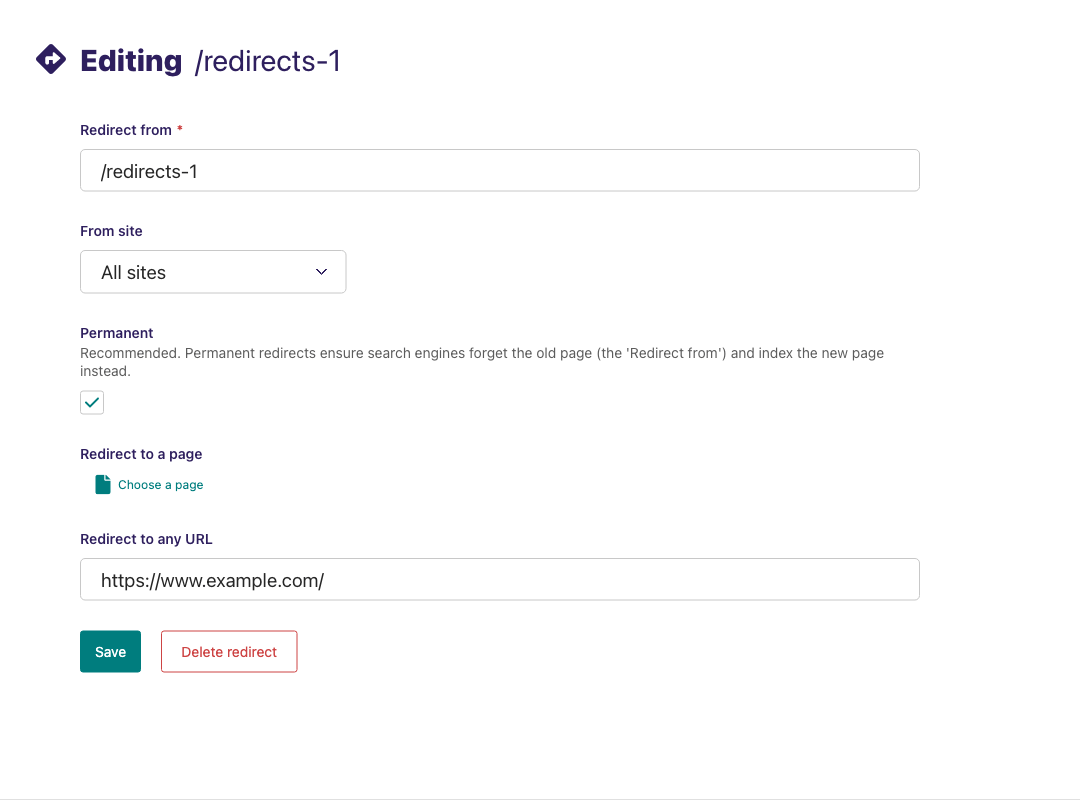 Editing /redirects-1
Redirect from *
/redirects-1
From site
All sites
Permanent
Recommended. Permanent redirects ensure search engines forget the old page (the 'Redirect from') and index the new page
instead.
Redirect to a page
Choose a page
Redirect to any URL
https://www.example.com/
Save Delete redirect